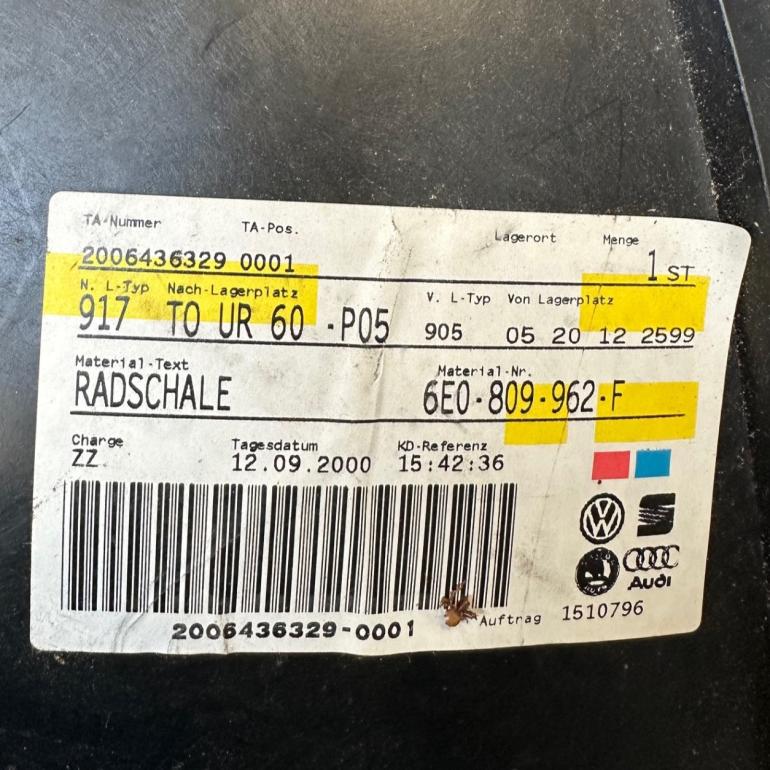 TA-Nummer TA-Pos. Lagerort Menge
2006436329 0001 1 ST
N. L-Typ Nach-Lagerplatz V. L-Typ Von Lagerplatz
917 TO UR 60 -P05 905 05 20 12 2599
Material-Text Material-Nr.
RADSCHALE 6E0-809-962-F
Charge Tagesdatum KD-Referenz
ZZ 12.09.2000 15:42:36
Audi
2006436329-0001 Auftrag 1510796